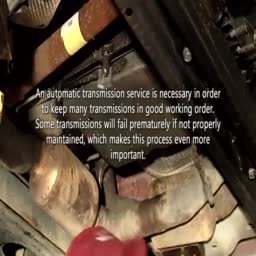 An automatic transmission service is necessary in order
to keep many transmissions in good working order.
Some transmissions will fail prematurely if not properly
maintained, which makes this process even more
important.